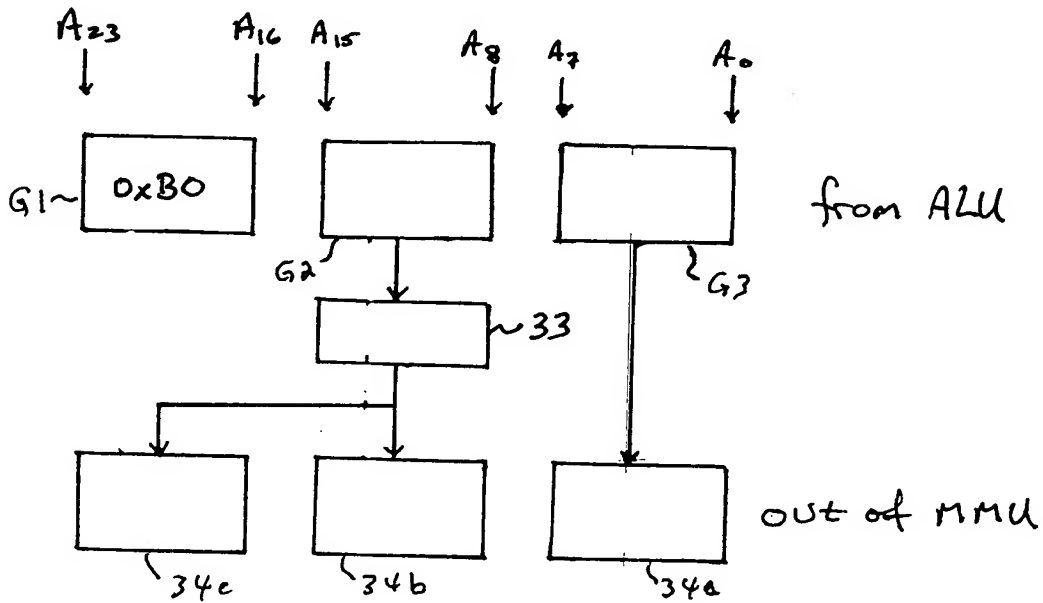 A23 A16 A15 A8 A7 A0
G1 0xB0 from ALU
G2 G3
33
out of MMU
34c 34b 34a